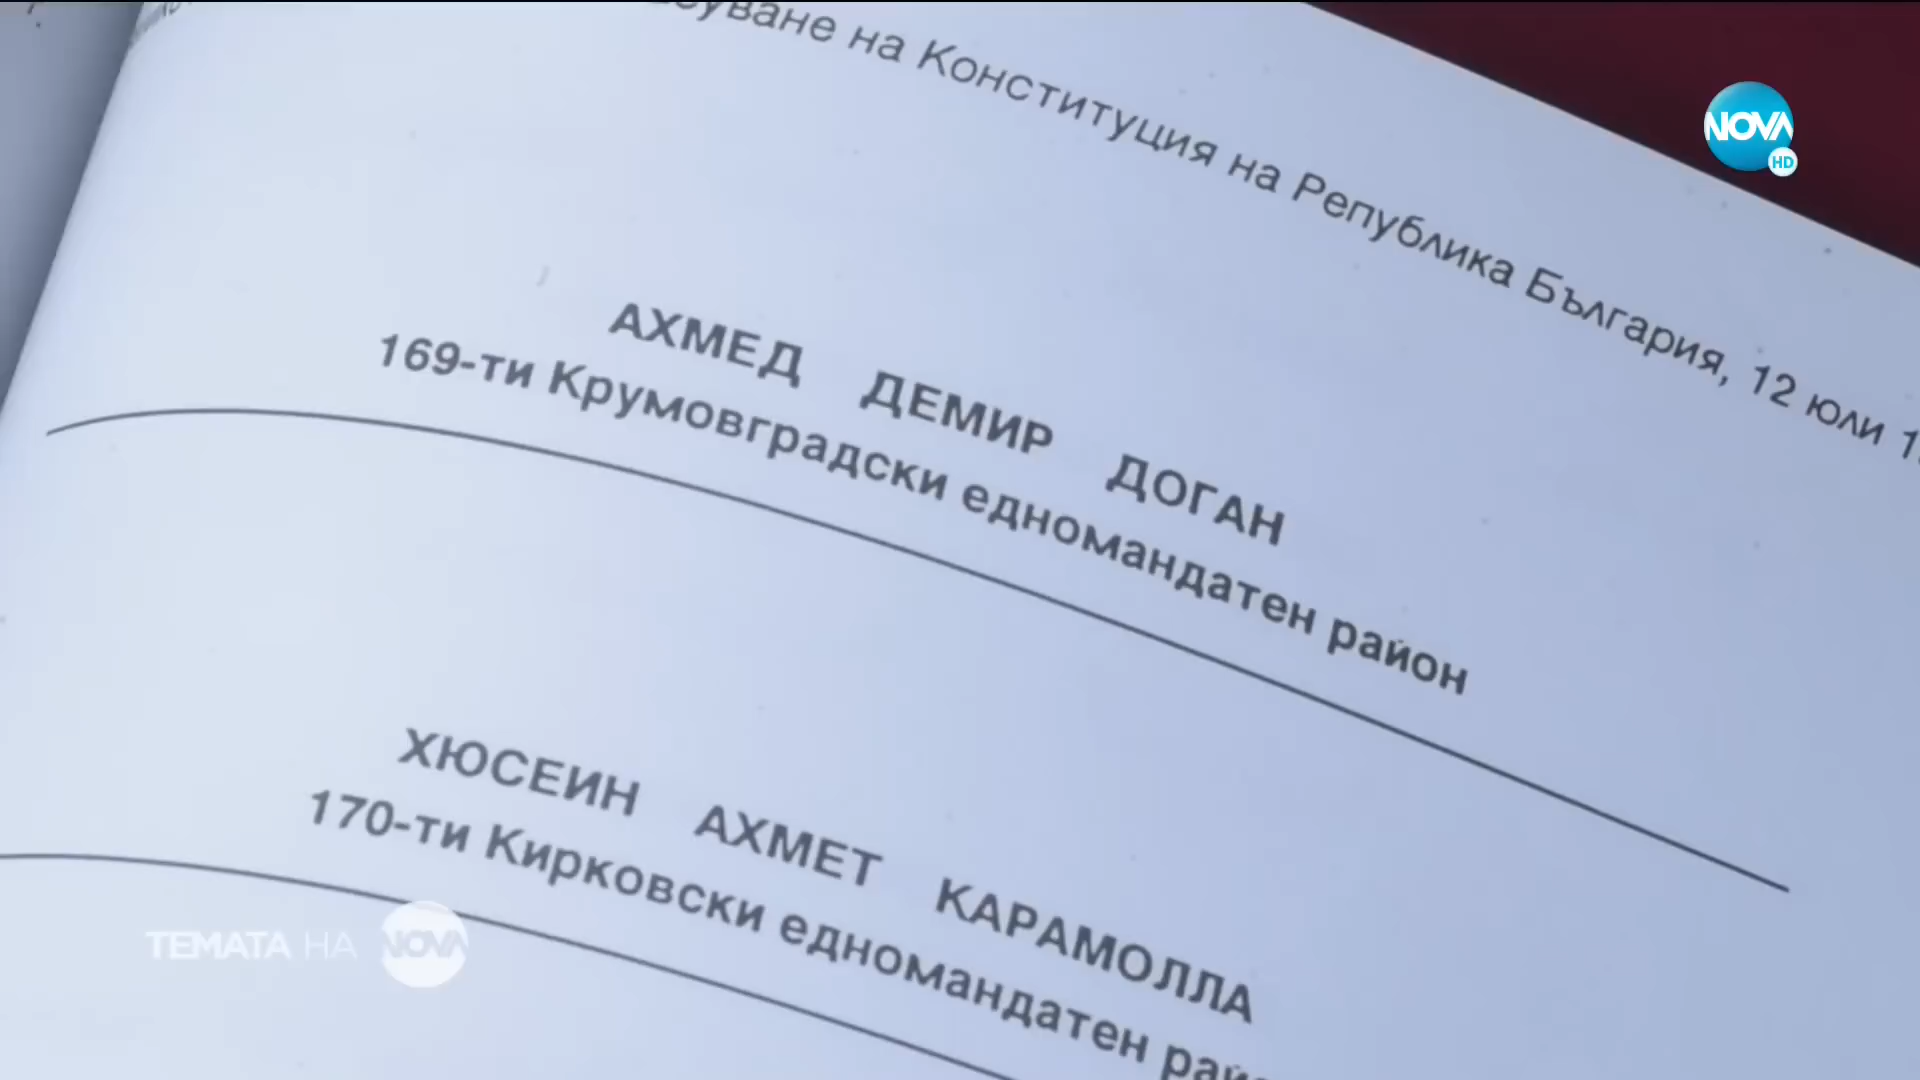 на Конституция на Република България, 12 юли
NOVA
HD
АХМЕД ДЕМИР ДОГАН
169-ти Крумовградски едномандатен район
ХЮСЕИН АХМЕТ КАРАМОЛЛА
170-ти Кирковски едномандатен
ТЕМАТА НА NOVA